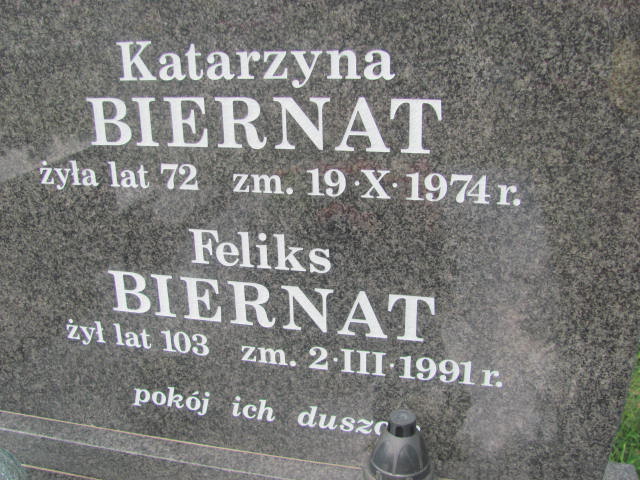 Katarzyna
BIERNAT
żyła lat 72 zm. 19·X·1974 r.
Feliks
BIERNAT
żył lat 103 zm. 2·III·1991 r.
pokój ich